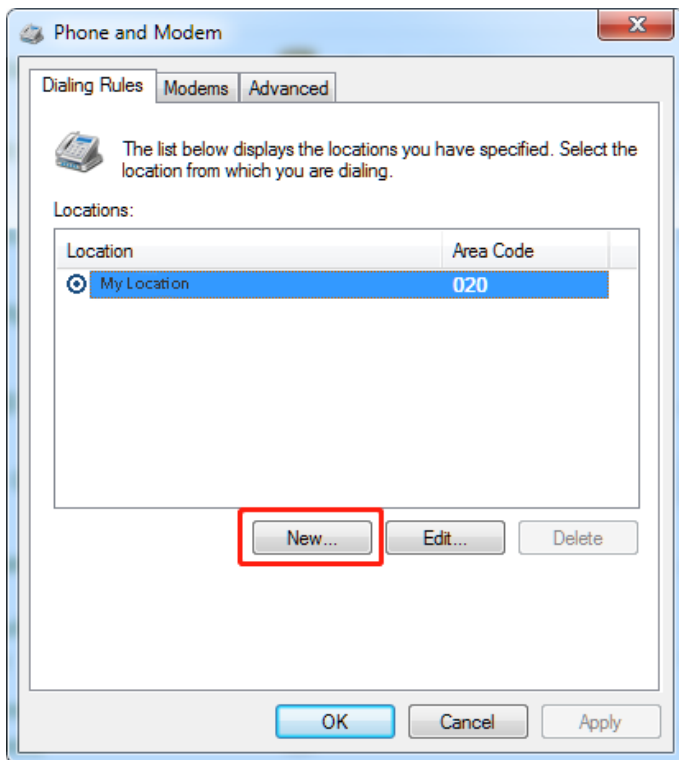 Phone and Modem
Dialing Rules Modems Advanced
The list below displays the locations you have specified. Select the
location from which you are dialing.
Locations:
Location Area Code
My Location 020
New... Edit... Delete
OK Cancel Apply